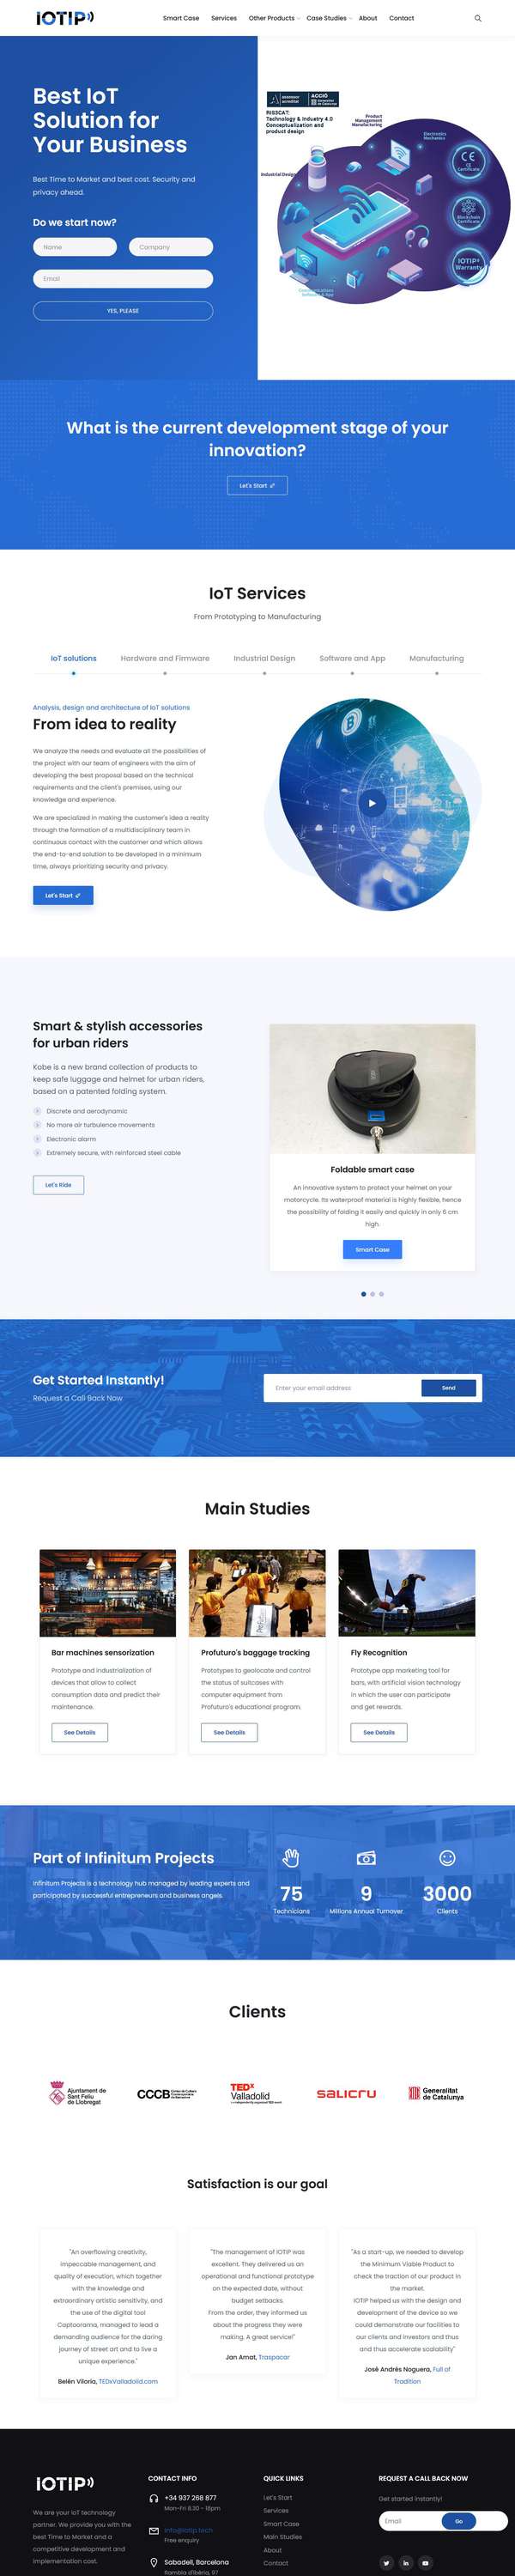 IOTIP
Smart Case Services Other Products Case Studies About Contact
Best IoT
Solution for
Your Business
Best Time to Market and best cost. Security and
privacy ahead.
Do we start now?
Name Company
Email
YES, PLEASE
assessor
acreditat
ACCIÓ
Generalitat
de Catalunya
RIS3CAT:
Technology & Industry 4.0
Conceptualization and
product design
Product
Management
Manufacturing
Electronics
Mechanics
Industrial Design
CE
Certificate
Blockchain
Certificate
IOTIP
Warranty
What is the current development stage of your
innovation?
Let's Start
IoT Services
From Prototyping to Manufacturing
IoT solutions Hardware and Firmware Industrial Design Software and App Manufacturing
Analysis, design and architecture of IoT solutions
From idea to reality
We analyze the needs and evaluate all the possibilities of
the project with our team of engineers with the aim of
developing the best proposal based on the technical
requirements and the client's premises, using our
knowledge and experience.
We are specialized in making the customer's idea a reality
through the formation of a multidisciplinary team in
continuous contact with the customer and which allows
the end-to-end solution to be developed in a minimum
time, always prioritizing security and privacy.
Let's Start
Smart & stylish accessories
for urban riders
Kobe is a new brand collection of products to
keep safe luggage and helmet for urban riders,
based on a patented folding system.
Discrete and aerodynamic
No more air turbulence movements
Electronic alarm
Extremely secure, with reinforced steel cable
Let's Ride
Foldable smart case
An innovative system to protect your helmet on your
motorcycle. Its waterproof material is highly flexible, hence
the possibility of folding it easily and quickly in only 6 cm
high.
Smart Case
Get Started Instantly!
Request a Call Back Now
Enter your email address
Send
Main Studies
Bar machines sensorization
Prototype and industrialization of
devices that allow to collect
consumption data and predict their
maintenance.
See Details
Profuturo's baggage tracking
Prototypes to geolocate and control
the status of suitcases with
computer equipment from
Profuturo's educational program.
See Details
Fly Recognition
Prototype app marketing tool for
bars, with artificial vision technology
in which the user can participate
and get rewards.
See Details
Part of Infinitum Projects
Infinitum Projects is a technology hub managed by leading experts and
participated by successful entrepreneurs and business angels.
75
Technicians
9
Millions Annual Turnover
3000
Clients
Clients
Ajuntament de
Sant Feliu
de Llobregat
CCCB
TEDx
Valladolid
SALICRU
Generalitat
de Catalunya
Satisfaction is our goal
"An overflowing creativity,
impeccable management, and
quality of execution, which together
with the knowledge and
extraordinary artistic sensitivity, and
the use of the digital tool
Captoorama, managed to lead a
demanding audience for the daring
journey of street art and to live a
unique experience."
Belén Viloria, TEDxValladolid.com
"The management of IOTIP was
excellent. They delivered us an
operational and functional prototype
on the expected date, without
budget setbacks.
From the order, they informed us
about the progress they were
making. A great service!"
Jan Amat, Traspacar
"As a start-up, we needed to develop
the Minimum Viable Product to
check the traction of our product in
the market.
IOTIP helped us with the design and
development of the device so we
could demonstrate our facilities to
our clients and investors and thus
and thus accelerate scalability"
José Andrés Noguera, Full of
Tradition
IOTIP
We are your IoT technology
partner. We provide you with the
best Time to Market and a
competitive development and
implementation cost.
CONTACT INFO
+34 937 268 877
Mon-Fri 8.30 - 18pm
info@iotip.tech
Free enquiry
Sabadell, Barcelona
Rambla d'Ibèria, 97
QUICK LINKS
Let's Start
Services
Smart Case
Main Studies
About
Contact
REQUEST A CALL BACK NOW
Get started instantly!
Email
Go